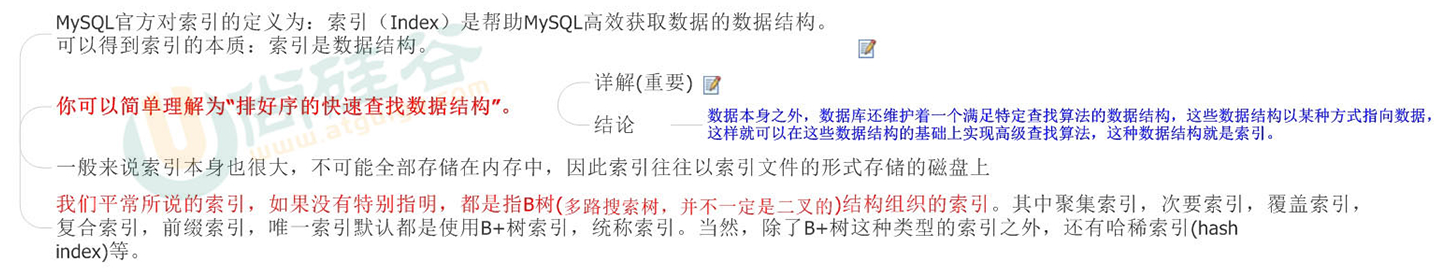 MySQL官方对索引的定义为：索引（Index）是帮助MySQL高效获取数据的数据结构。
可以得到索引的本质：索引是数据结构。
你可以简单理解为“排好序的快速查找数据结构”。
详解(重要)
结论
数据本身之外，数据库还维护着一个满足特定查找算法的数据结构，这些数据结构以某种方式指向数据，
这样就可以在这些数据结构的基础上实现高级查找算法，这种数据结构就是索引。
一般来说索引本身也很大，不可能全部存储在内存中，因此索引往往以索引文件的形式存储的磁盘上
我们平常所说的索引，如果没有特别指明，都是指B树(多路搜索树，并不一定是二叉的)结构组织的索引。其中聚集索引，次要索引，覆盖索引，
复合索引，前缀索引，唯一索引默认都是使用B+树索引，统称索引。当然，除了B+树这种类型的索引之外，还有哈稀索引(hash
index)等。